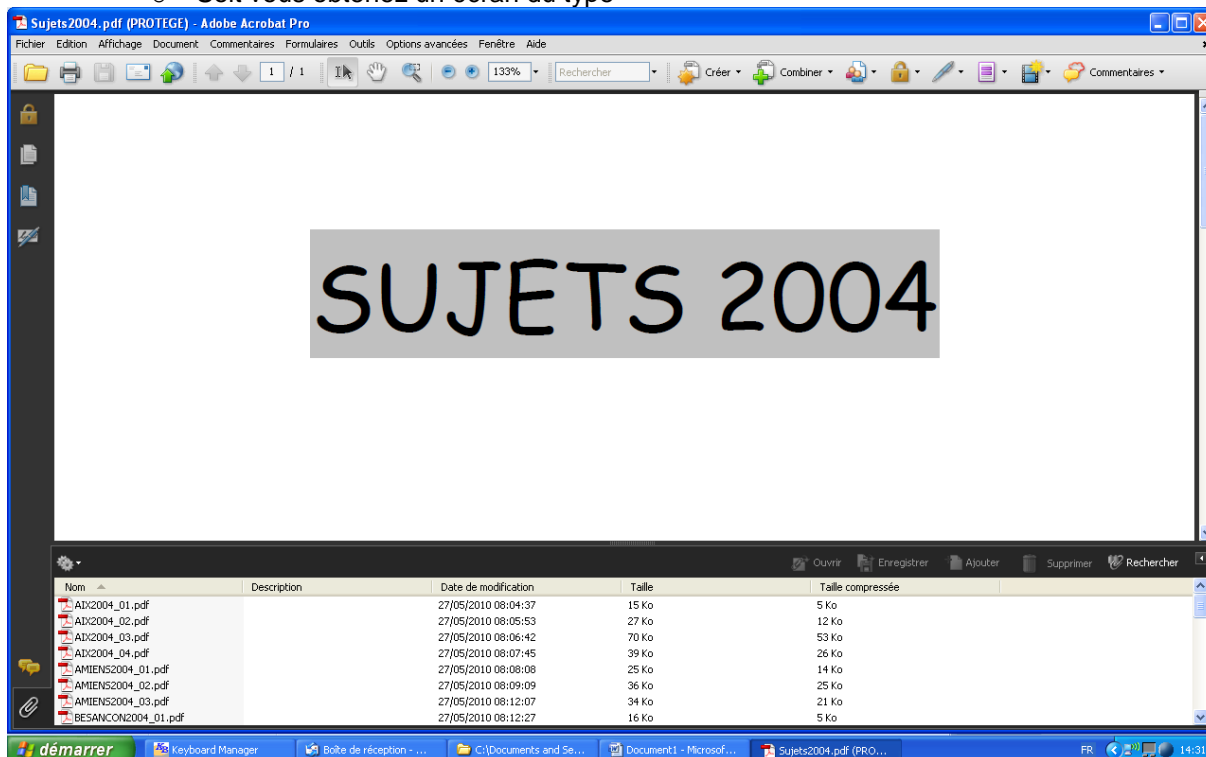 ○ Soit vous obtenez un écran du type
Sujets2004.pdf (PROTEGE) - Adobe Acrobat Pro
Fichier Edition Affichage Document Commentaires Formulaires Outils Options avancées Fenêtre Aide
1 / 1 133% Rechercher Créer Combiner Commentaires
SUJETS 2004
Ouvrir Enregistrer Ajouter Supprimer Rechercher
Nom Description Date de modification Taille Taille compressée
AIX2004_01.pdf 27/05/2010 08:04:37 15 Ko 5 Ko
AIX2004_02.pdf 27/05/2010 08:05:53 27 Ko 12 Ko
AIX2004_03.pdf 27/05/2010 08:06:42 70 Ko 53 Ko
AIX2004_04.pdf 27/05/2010 08:07:45 39 Ko 26 Ko
AMIENS2004_01.pdf 27/05/2010 08:08:08 25 Ko 14 Ko
AMIENS2004_02.pdf 27/05/2010 08:09:09 36 Ko 25 Ko
AMIENS2004_03.pdf 27/05/2010 08:12:07 34 Ko 21 Ko
BESANCON2004_01.pdf 27/05/2010 08:12:27 16 Ko 5 Ko
démarrer Keyboard Manager Boîte de réception - ... C:\Documents and Se... Document1 - Microsof... Sujets2004.pdf (PRO... FR 14:31